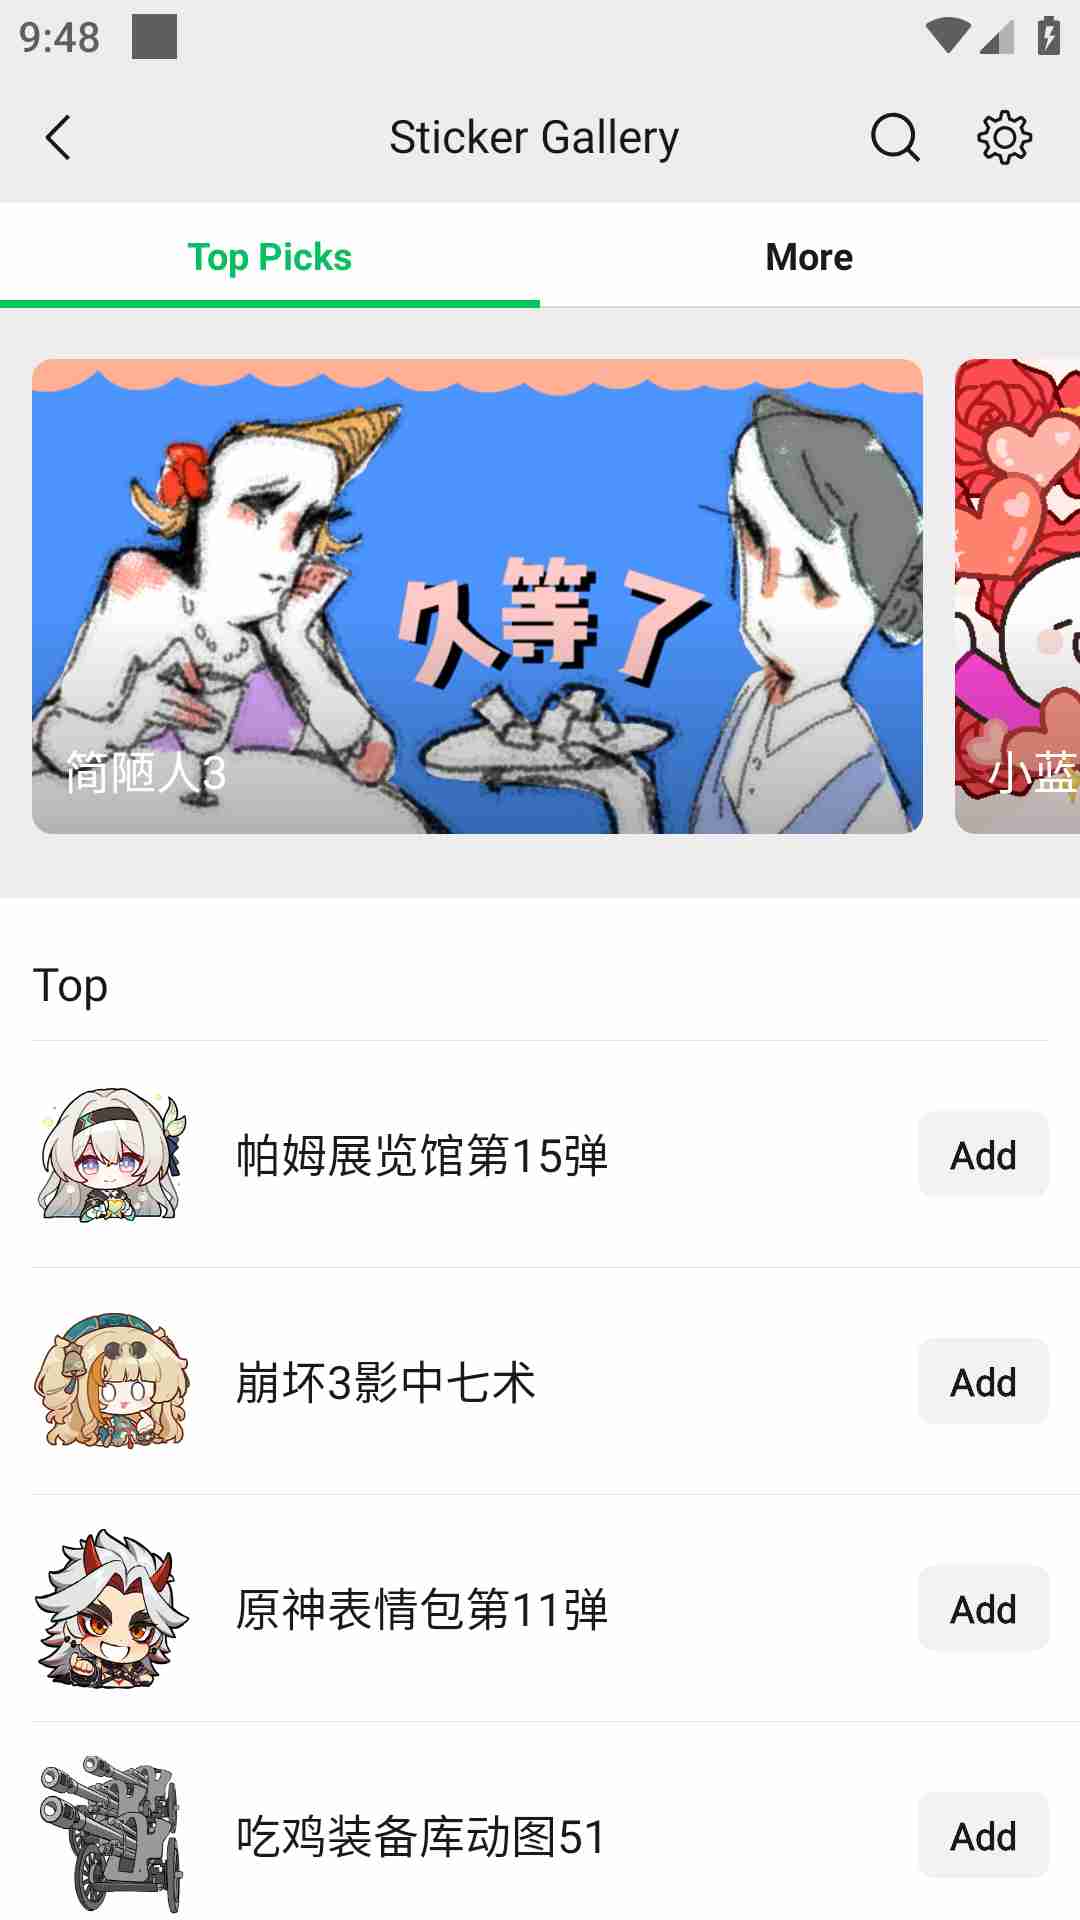 9:48
Sticker Gallery
Top Picks
More
久等了
简陋人3
小蓝
Top
帕姆展览馆第15弹
Add
崩坏3影中七术
Add
原神表情包第11弹
Add
吃鸡装备库动图51
Add